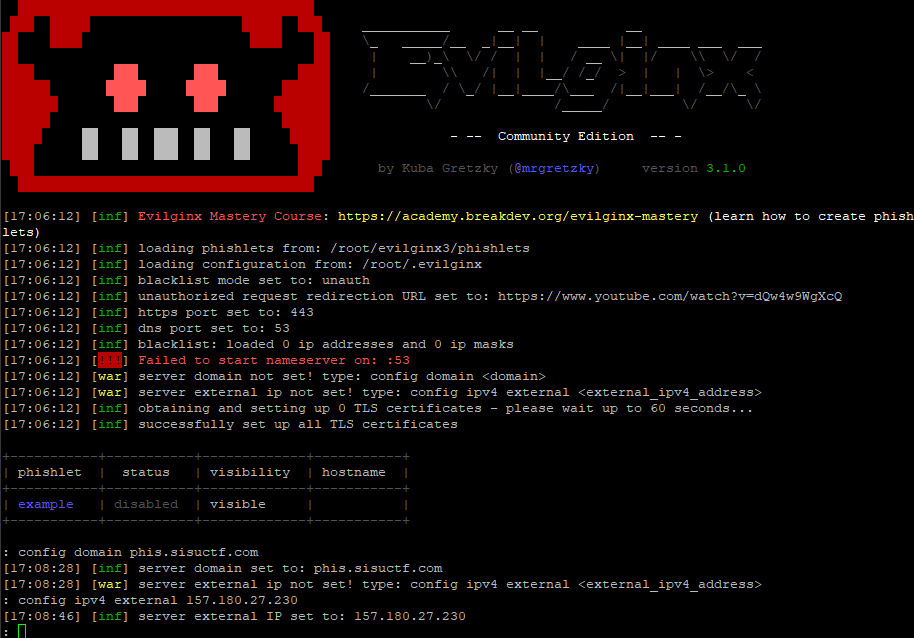 Evilginx
- -- Community Edition -- -
by Kuba Gretzky (@mrgretzky) version 3.1.0
[17:06:12] [inf] Evilginx Mastery Course: https://academy.breakdev.org/evilginx-mastery (learn how to create phish
lets)
[17:06:12] [inf] loading phishlets from: /root/evilginx3/phishlets
[17:06:12] [inf] loading configuration from: /root/.evilginx
[17:06:12] [inf] blacklist mode set to: unauth
[17:06:12] [inf] unauthorized request redirection URL set to: https://www.youtube.com/watch?v=dQw4w9WgXcQ
[17:06:12] [inf] https port set to: 443
[17:06:12] [inf] dns port set to: 53
[17:06:12] [inf] blacklist: loaded 0 ip addresses and 0 ip masks
[17:06:12] [!!!] Failed to start nameserver on: :53
[17:06:12] [war] server domain not set! type: config domain <domain>
[17:06:12] [war] server external ip not set! type: config ipv4 external <external_ipv4_address>
[17:06:12] [inf] obtaining and setting up 0 TLS certificates - please wait up to 60 seconds...
[17:06:12] [inf] successfully set up all TLS certificates
+-----------+-----------+-------------+-----------+
| phishlet | status | visibility | hostname |
+-----------+-----------+-------------+-----------+
| example | disabled | visible | |
+-----------+-----------+-------------+-----------+
: config domain phis.sisuctf.com
[17:08:28] [inf] server domain set to: phis.sisuctf.com
[17:08:28] [war] server external ip not set! type: config ipv4 external <external_ipv4_address>
: config ipv4 external 157.180.27.230
[17:08:46] [inf] server external IP set to: 157.180.27.230
: